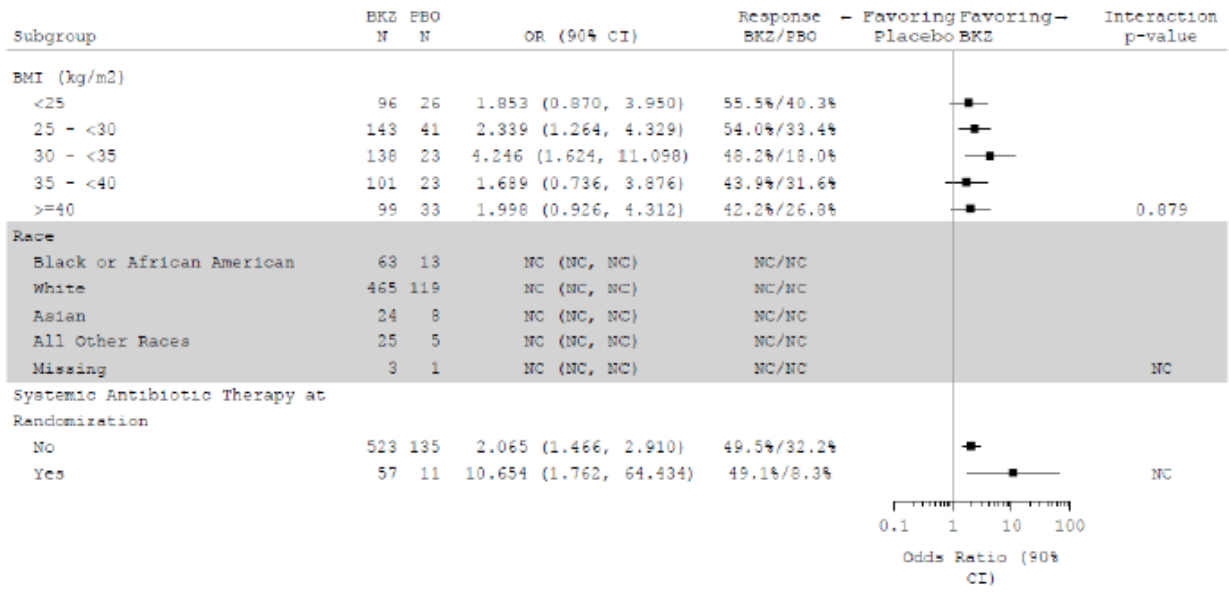 BKZ PBO Response ← Favoring Favoring→ Interaction
Subgroup N N OR (90% CI) BKZ/PBO Placebo BKZ p-value
BMI (kg/m2)
<25 96 26 1.853 (0.870, 3.950) 55.5%/40.3%
25 - <30 143 41 2.339 (1.264, 4.329) 54.0%/33.4%
30 - <35 138 23 4.246 (1.624, 11.098) 48.2%/18.0%
35 - <40 101 23 1.689 (0.736, 3.876) 43.9%/31.6%
>=40 99 33 1.998 (0.926, 4.312) 42.2%/26.8% 0.879
Race
Black or African American 63 13 NC (NC, NC) NC/NC
White 465 119 NC (NC, NC) NC/NC
Asian 24 8 NC (NC, NC) NC/NC
All Other Races 25 5 NC (NC, NC) NC/NC
Missing 3 1 NC (NC, NC) NC/NC NC
Systemic Antibiotic Therapy at
Randomization
No 523 135 2.065 (1.466, 2.910) 49.5%/32.2%
Yes 57 11 10.654 (1.762, 64.434) 49.1%/8.3% NC
0.1 1 10 100
Odds Ratio (90%
CI)